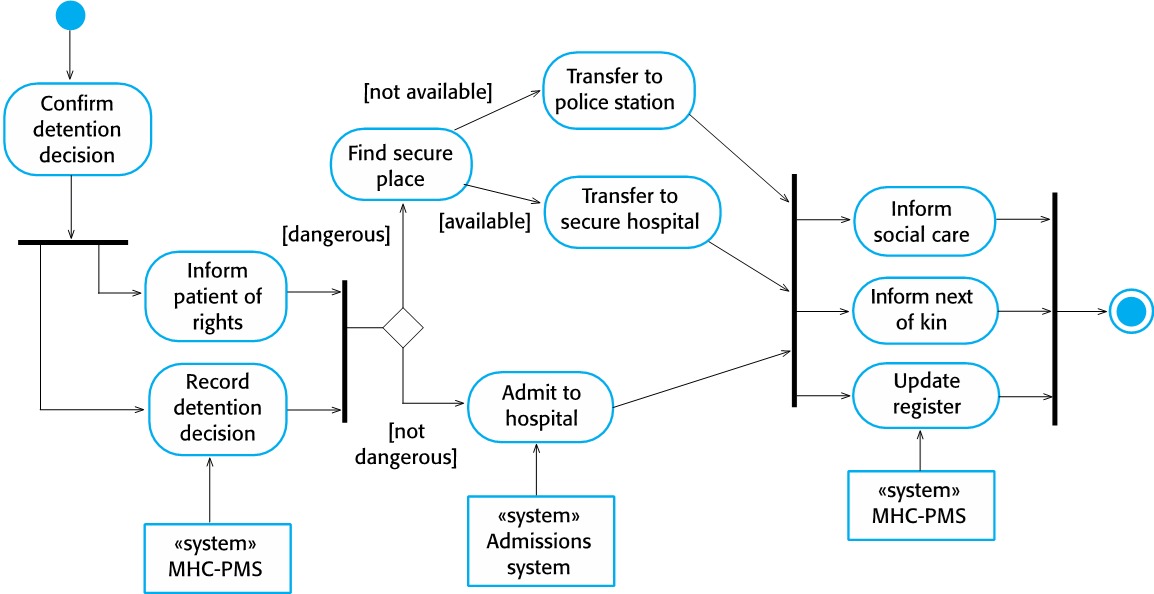 Confirm
detention
decision
Inform
patient of
rights
Record
detention
decision
«system»
MHC-PMS
[dangerous]
[not
dangerous]
Find secure
place
[not available]
[available]
Transfer to
police station
Transfer to
secure hospital
Admit to
hospital
«system»
Admissions
system
Inform
social care
Inform next
of kin
Update
register
«system»
MHC-PMS